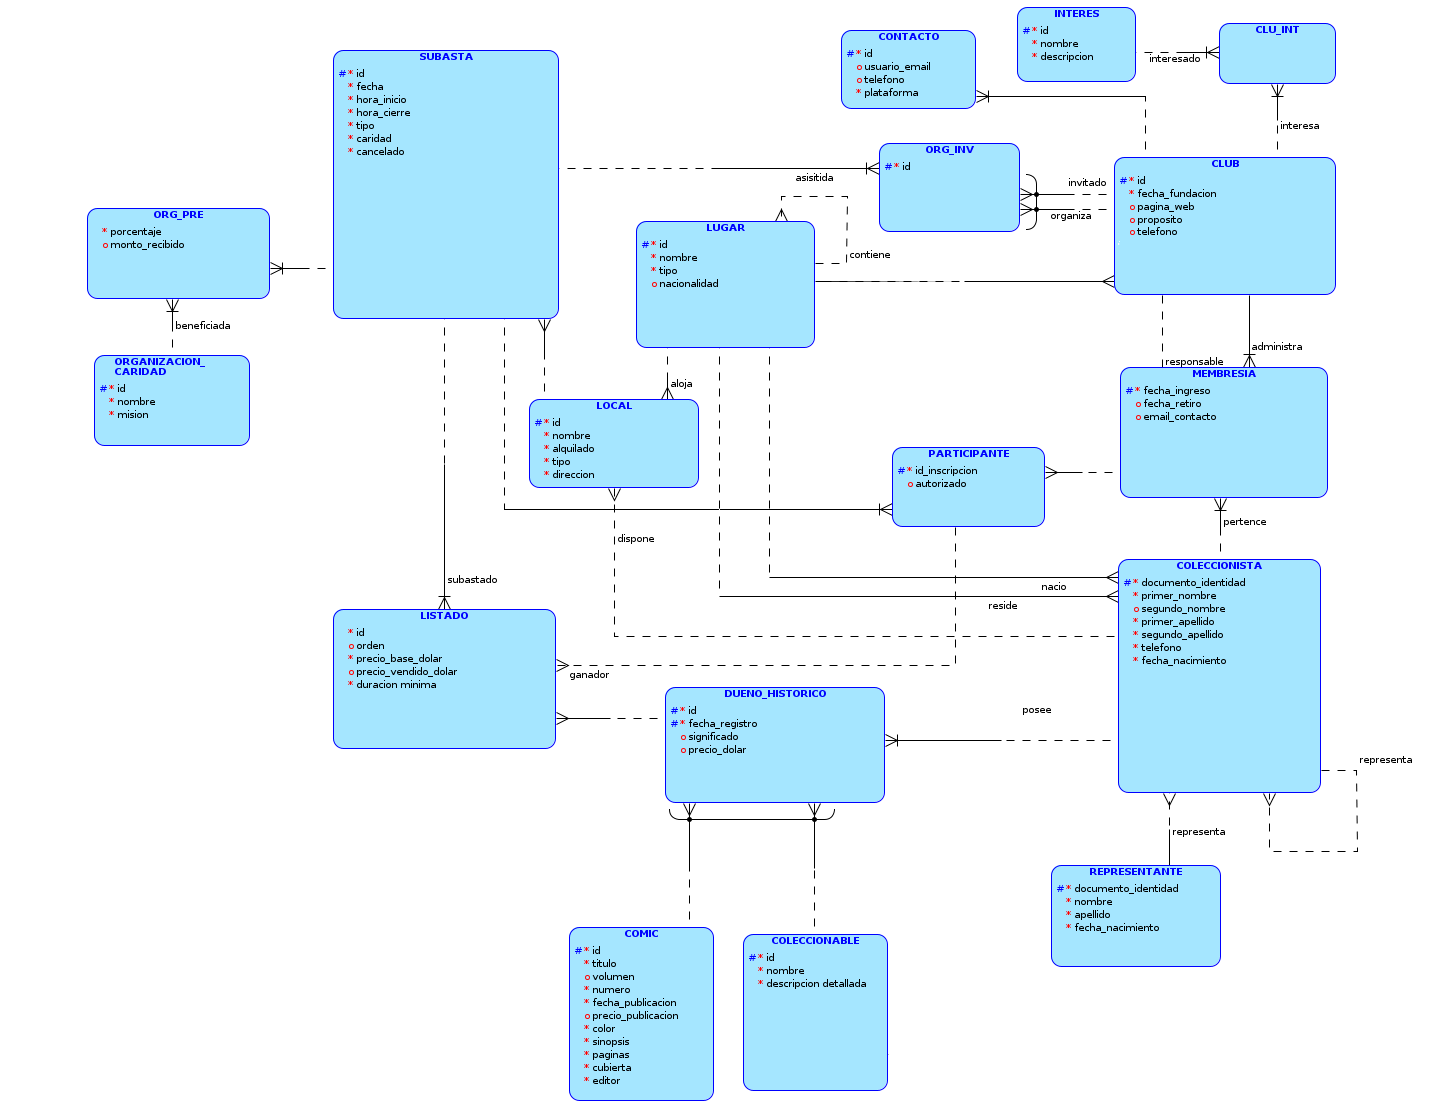 INTERES
#* id
* nombre
* descripcion
CLU_INT
interesado
interesa
CONTACTO
#* id
o usuario_email
o telefono
* plataforma
SUBASTA
#* id
* fecha
* hora_inicio
* hora_cierre
* tipo
* caridad
* cancelado
ORG_INV
#* id
asisitida
invitado
organiza
CLUB
#* id
* fecha_fundacion
o pagina_web
o proposito
o telefono
ORG_PRE
* porcentaje
o monto_recibido
LUGAR
#* id
* nombre
* tipo
o nacionalidad
contiene
beneficiada
ORGANIZACION_
CARIDAD
#* id
* nombre
* mision
aloja
administra
responsable
MEMBRESIA
#* fecha_ingreso
o fecha_retiro
o email_contacto
LOCAL
#* id
* nombre
* alquilado
* tipo
* direccion
PARTICIPANTE
#* id_inscripcion
o autorizado
pertence
dispone
subastado
nacio
reside
COLECCIONISTA
#* documento_identidad
* primer_nombre
o segundo_nombre
* primer_apellido
* segundo_apellido
* telefono
* fecha_nacimiento
LISTADO
* id
o orden
* precio_base_dolar
o precio_vendido_dolar
* duracion minima
ganador
DUENO_HISTORICO
#* id
#* fecha_registro
o significado
o precio_dolar
posee
representa
representa
REPRESENTANTE
#* documento_identidad
* nombre
* apellido
* fecha_nacimiento
COMIC
#* id
* titulo
o volumen
* numero
* fecha_publicacion
o precio_publicacion
* color
* sinopsis
* paginas
* cubierta
* editor
COLECCIONABLE
#* id
* nombre
* descripcion detallada